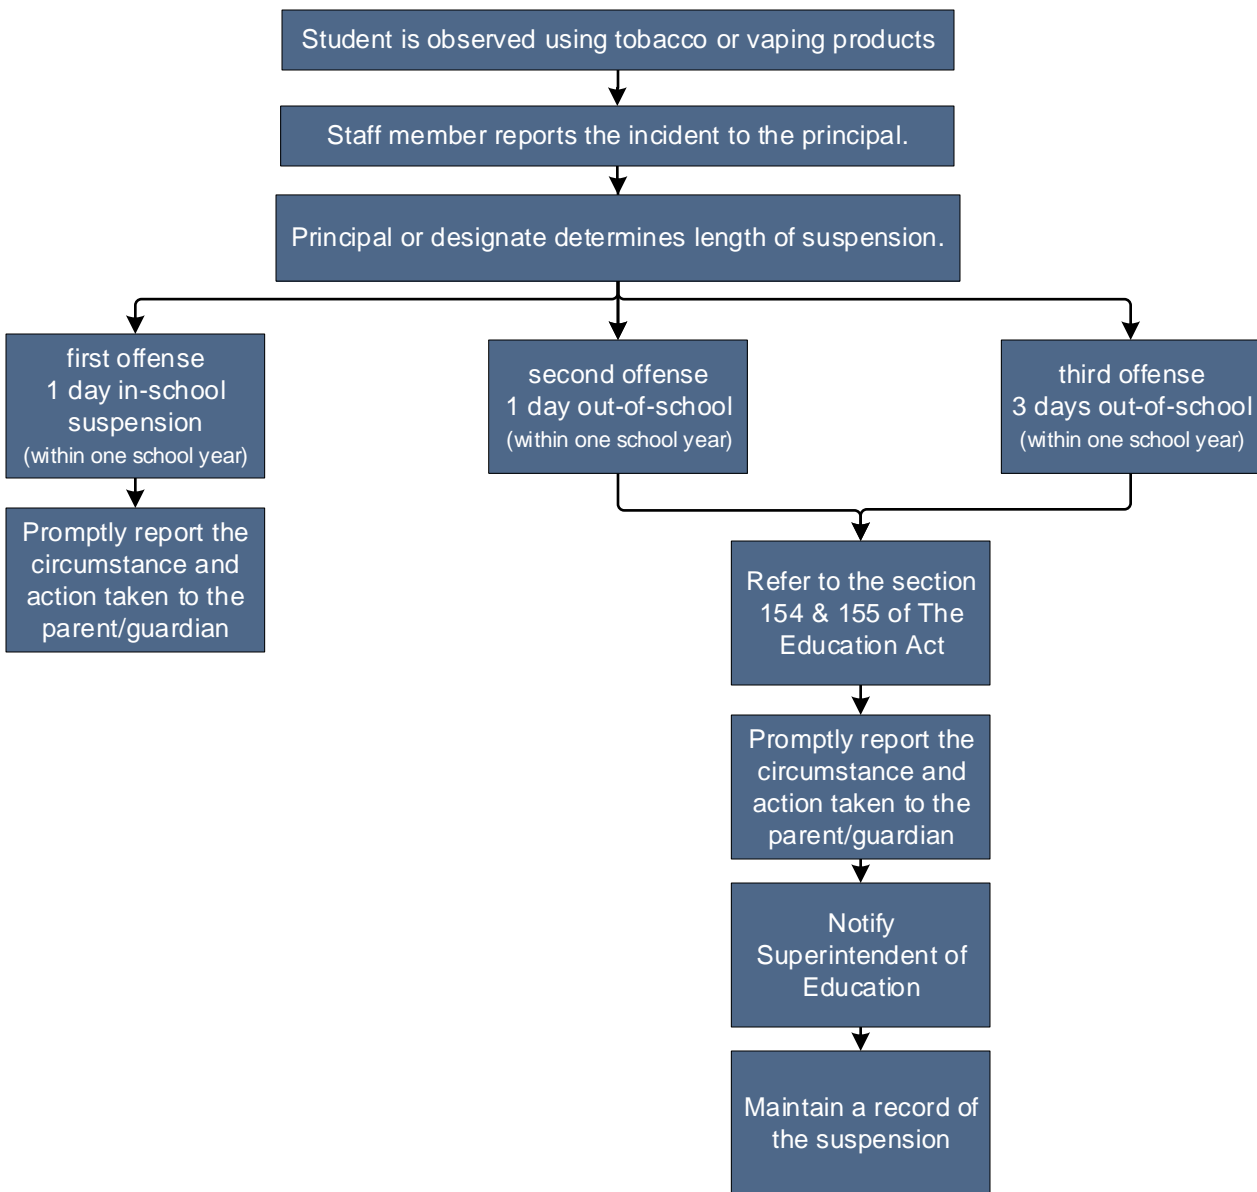 Student is observed using tobacco or vaping products
Staff member reports the incident to the principal.
Principal or designate determines length of suspension.
first offense
1 day in-school
suspension
(within one school year)
second offense
1 day out-of-school
(within one school year)
third offense
3 days out-of-school
(within one school year)
Promptly report the
circumstance and
action taken to the
parent/guardian
Refer to the section
154 & 155 of The
Education Act
Promptly report the
circumstance and
action taken to the
parent/guardian
Notify
Superintendent of
Education
Maintain a record of
the suspension